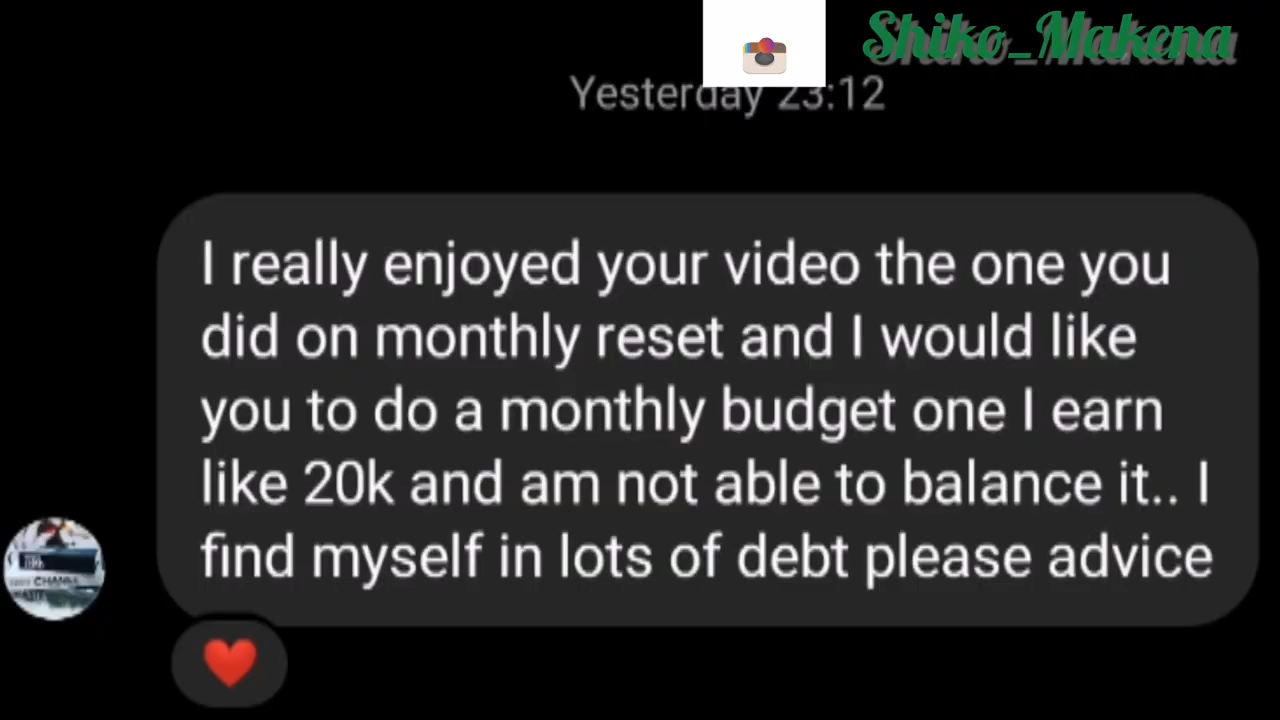 Shiko_Makena
Yesterday 23:12
I really enjoyed your video the one you
did on monthly reset and I would like
you to do a monthly budget one I earn
like 20k and am not able to balance it.. I
find myself in lots of debt please advice